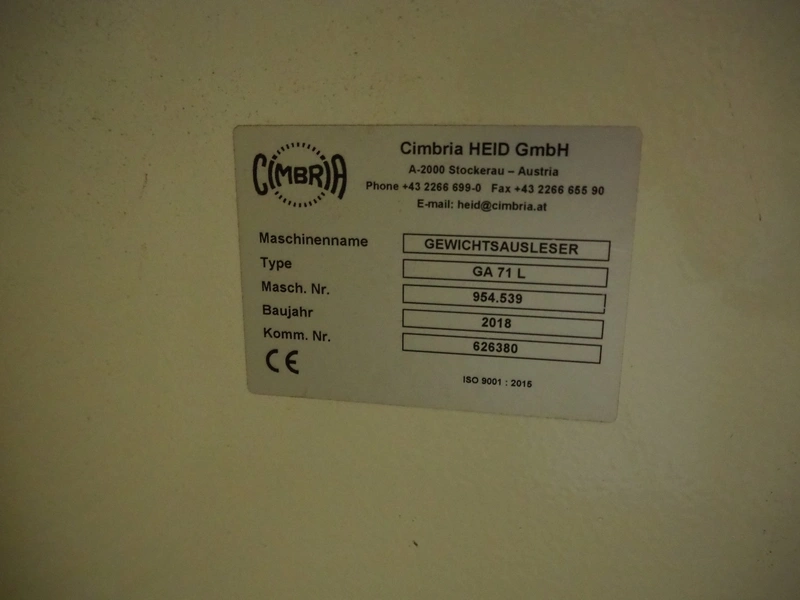 CIMBRIA
Cimbria HEID GmbH
A-2000 Stockerau – Austria
Phone +43 2266 699-0 Fax +43 2266 655 90
E-mail: heid@cimbria.at
Maschinenname GEWICHTSAUSLESER
Type GA 71 L
Masch. Nr. 954.539
Baujahr 2018
Komm. Nr. 626380
CE
ISO 9001 : 2015